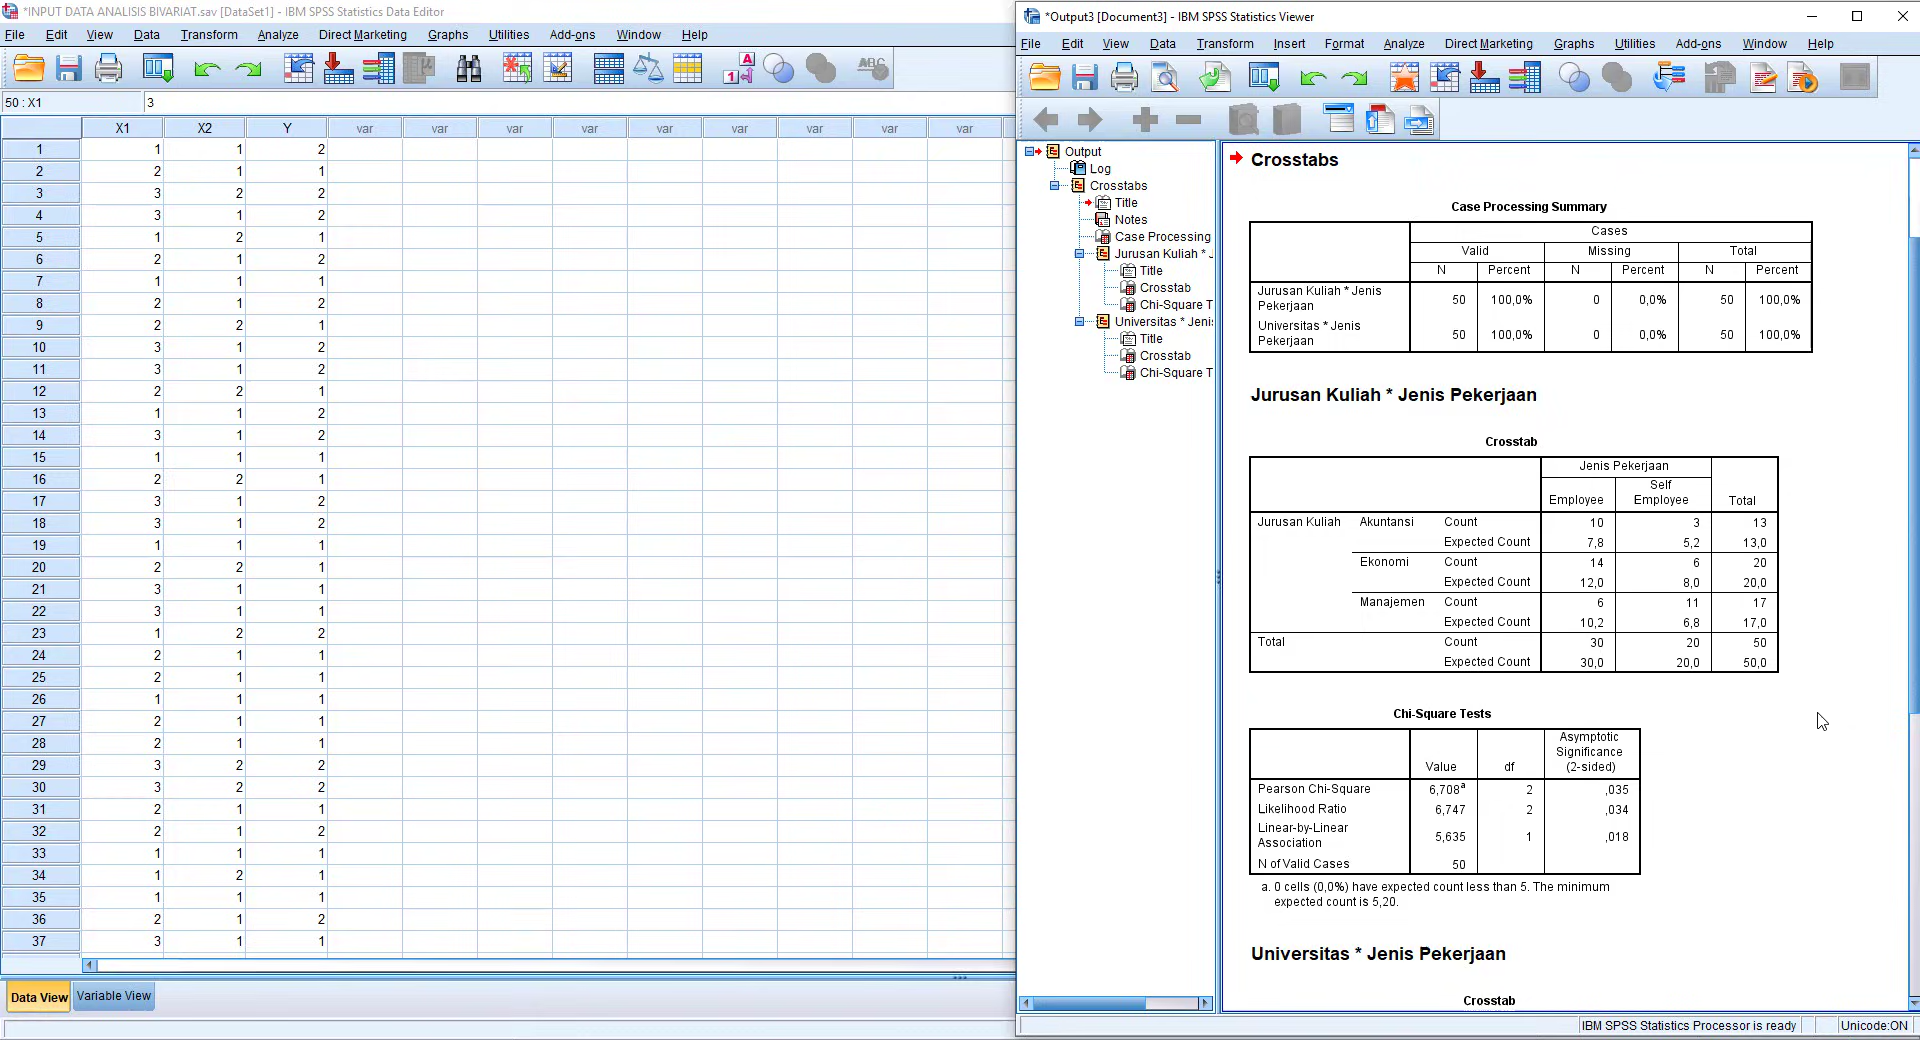 *INPUT DATA ANALISIS BIVARIAT.sav [DataSet1] - IBM SPSS Statistics Data Editor
File Edit View Data Transform Analyze Direct Marketing Graphs Utilities Add-ons Window Help
50 : X1 3
X1 X2 Y var var var var var var var var var
1 1 1 2
2 2 1 1
3 3 2 2
4 3 1 2
5 1 2 1
6 2 1 2
7 1 1 1
8 2 1 2
9 2 2 1
10 3 1 2
11 3 1 2
12 2 2 1
13 1 1 2
14 3 1 2
15 1 1 1
16 2 2 1
17 3 1 2
18 3 1 2
19 1 1 1
20 2 2 1
21 3 1 1
22 3 1 1
23 1 2 2
24 2 1 1
25 2 1 1
26 1 1 1
27 2 1 1
28 2 1 1
29 3 2 2
30 3 2 2
31 2 1 1
32 2 1 1
33 1 1 1
34 1 2 1
35 1 1 1
36 2 1 2
37 3 1 1
Data View Variable View
*Output3 [Document3] - IBM SPSS Statistics Viewer
File Edit View Data Transform Insert Format Analyze Direct Marketing Graphs Utilities Add-ons Window Help
Output
Log
Crosstabs
Title
Notes
Case Processing
Jurusan Kuliah * J
Title
Crosstab
Chi-Square T
Universitas * Jeni
Title
Crosstab
Chi-Square T
Crosstabs
Case Processing Summary
Cases
Valid Missing Total
N Percent N Percent N Percent
Jurusan Kuliah * Jenis
Pekerjaan 50 100,0% 0 0,0% 50 100,0%
Universitas * Jenis
Pekerjaan 50 100,0% 0 0,0% 50 100,0%
Jurusan Kuliah * Jenis Pekerjaan
Crosstab
Jenis Pekerjaan
Employee Self Employee Total
Jurusan Kuliah Akuntansi Count 10 3 13
Expected Count 7,8 5,2 13,0
Ekonomi Count 14 6 20
Expected Count 12,0 8,0 20,0
Manajemen Count 6 11 17
Expected Count 10,2 6,8 17,0
Total Count 30 20 50
Expected Count 30,0 20,0 50,0
Chi-Square Tests
Value df Asymptotic Significance (2-sided)
Pearson Chi-Square 6,708a 2 ,035
Likelihood Ratio 6,747 2 ,034
Linear-by-Linear
Association 5,635 1 ,018
N of Valid Cases 50
a. 0 cells (0,0%) have expected count less than 5. The minimum
expected count is 5,20.
Universitas * Jenis Pekerjaan
Crosstab
IBM SPSS Statistics Processor is ready Unicode:ON